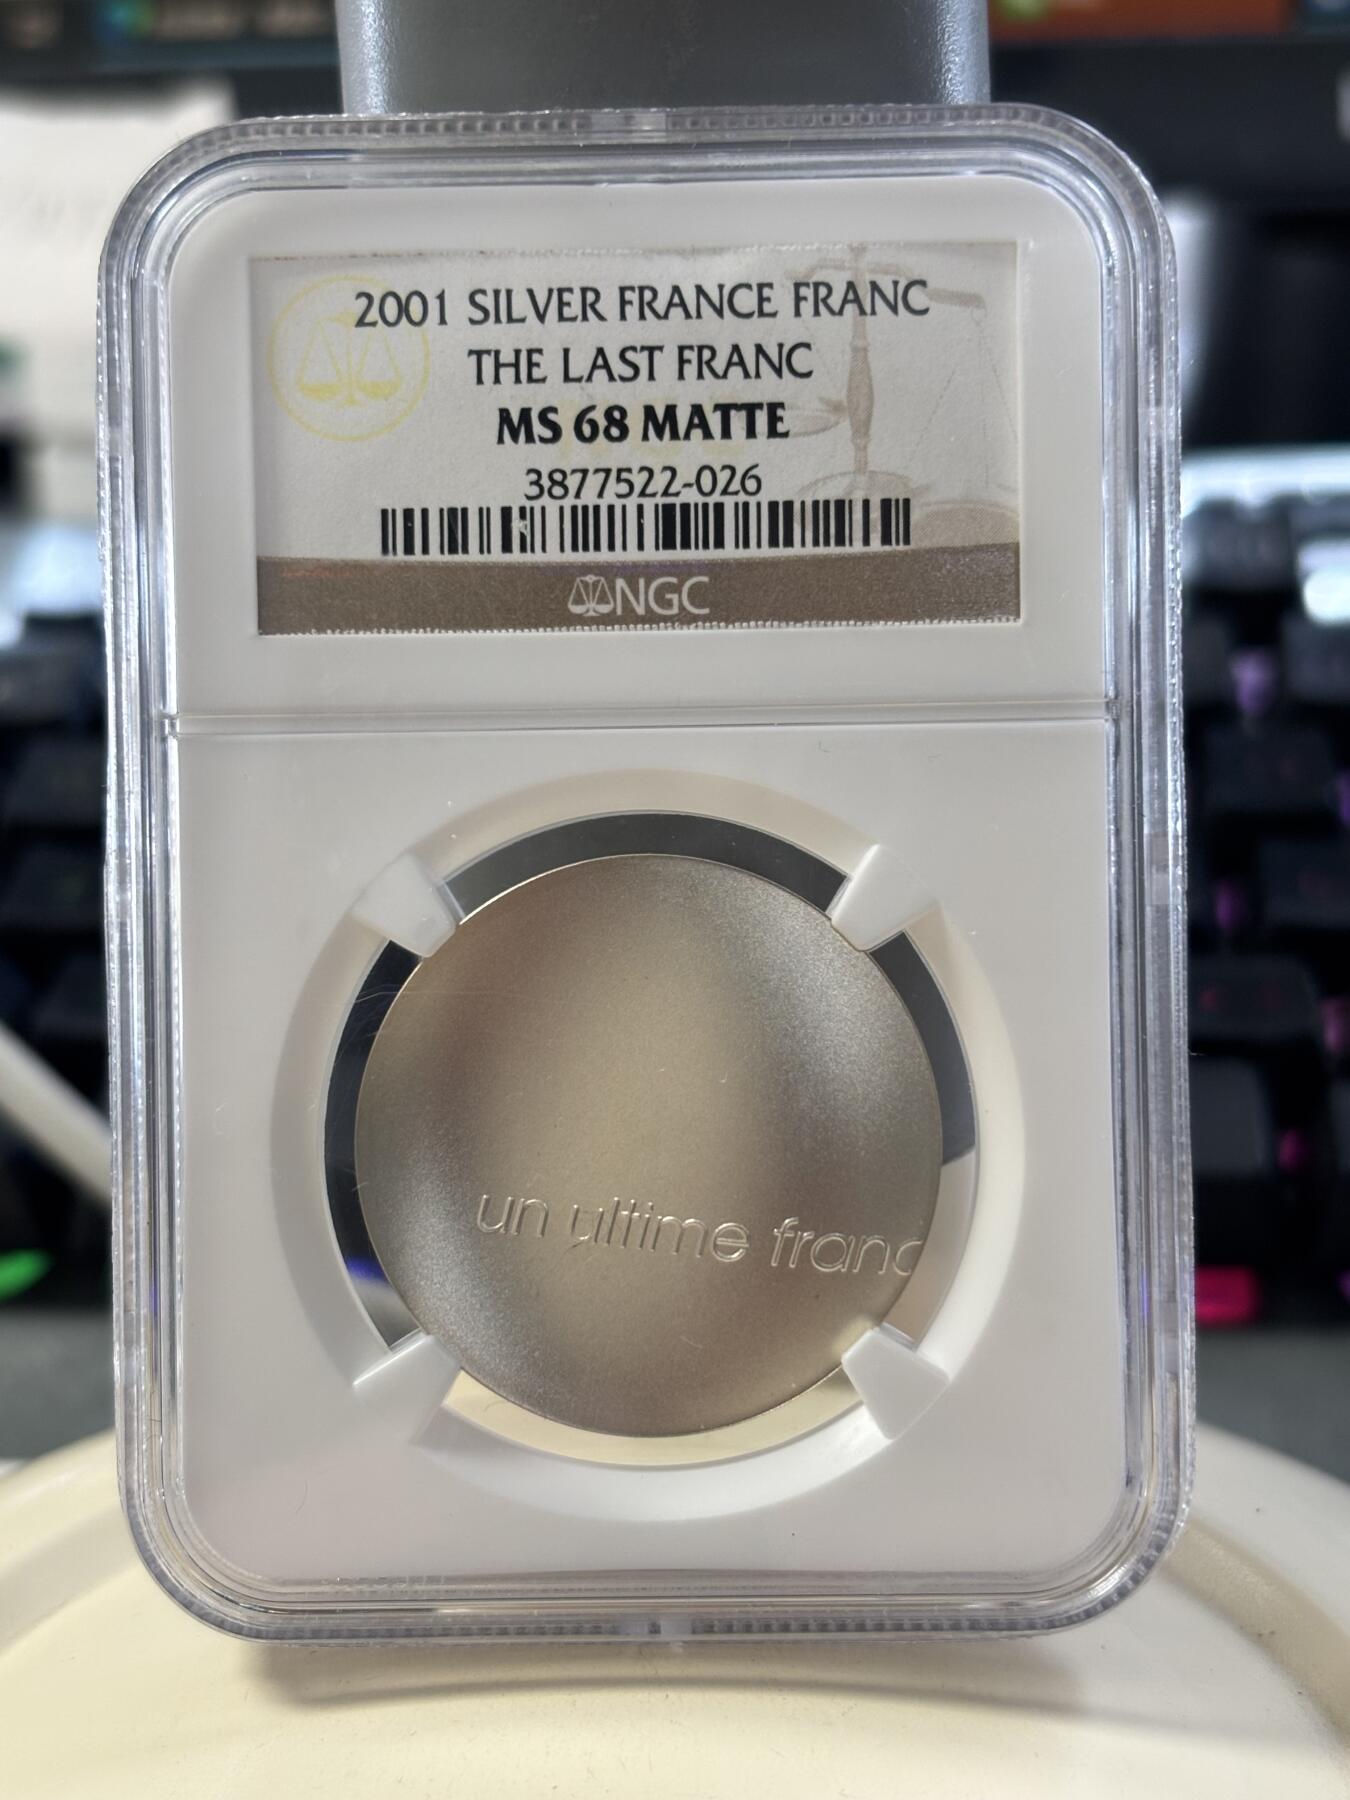 2001 SILVER FRANCE FRANC
THE LAST FRANC
MS 68 MATTE
3877522-026
NGC
un ultime franc